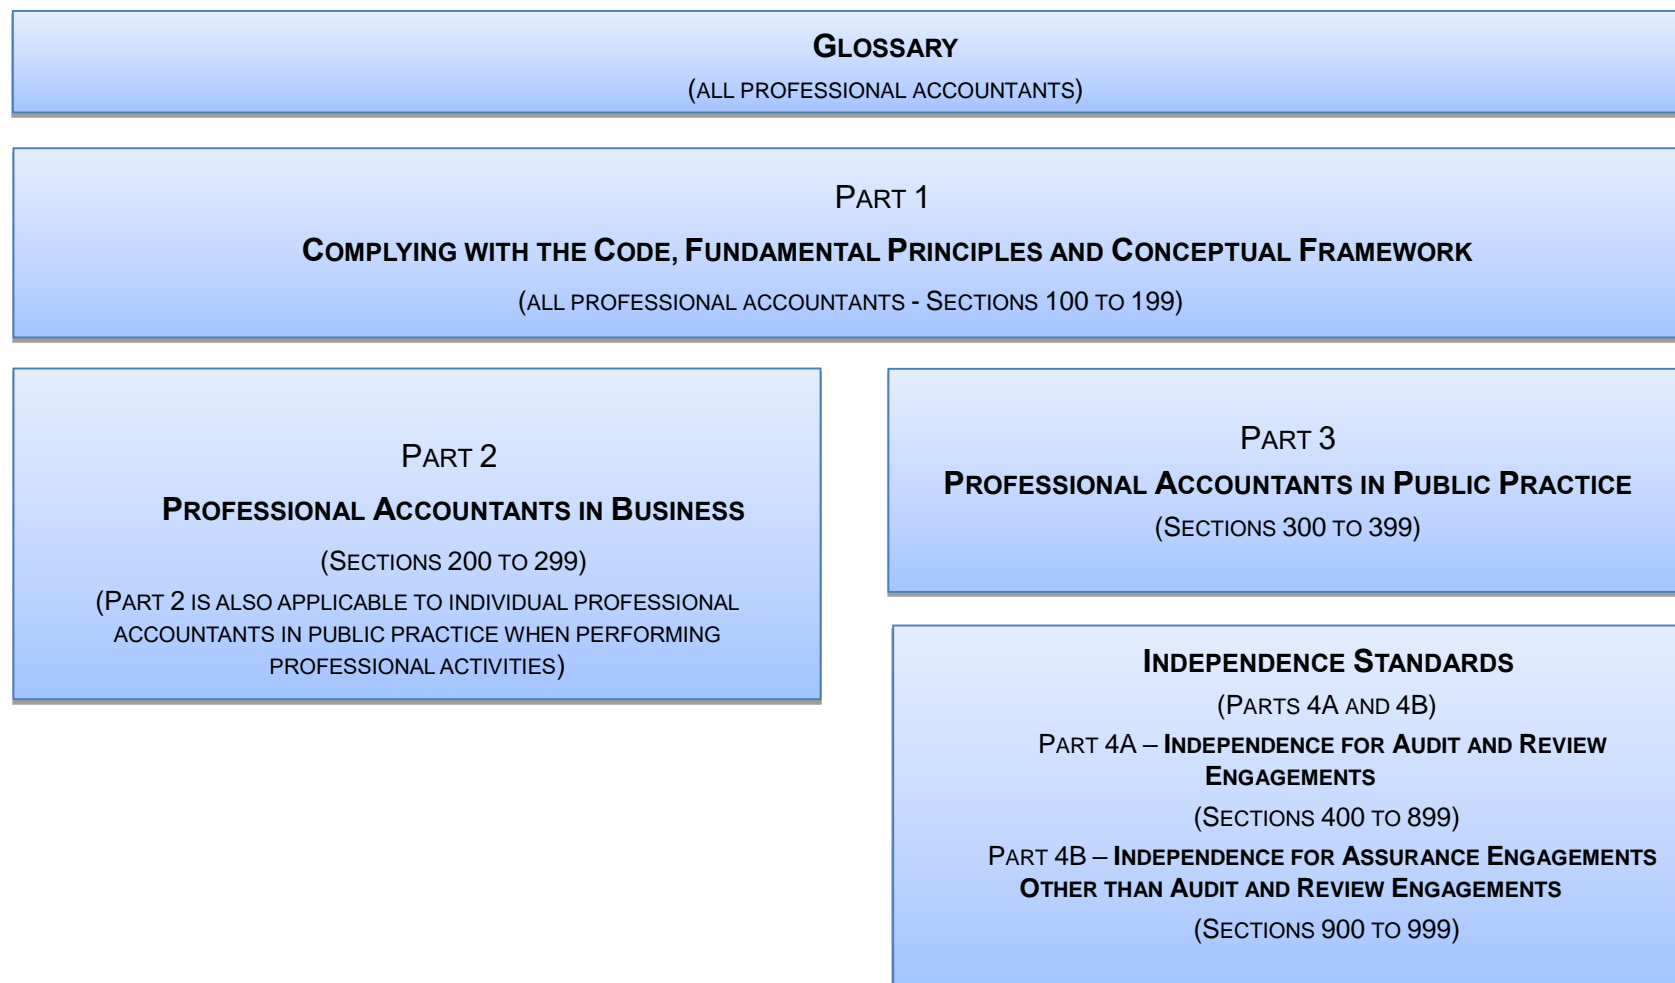 GLOSSARY
(ALL PROFESSIONAL ACCOUNTANTS)
PART 1
COMPLYING WITH THE CODE, FUNDAMENTAL PRINCIPLES AND CONCEPTUAL FRAMEWORK
(ALL PROFESSIONAL ACCOUNTANTS - SECTIONS 100 TO 199)
PART 2
PROFESSIONAL ACCOUNTANTS IN BUSINESS
(SECTIONS 200 TO 299)
(PART 2 IS ALSO APPLICABLE TO INDIVIDUAL PROFESSIONAL
ACCOUNTANTS IN PUBLIC PRACTICE WHEN PERFORMING
PROFESSIONAL ACTIVITIES)
PART 3
PROFESSIONAL ACCOUNTANTS IN PUBLIC PRACTICE
(SECTIONS 300 TO 399)
INDEPENDENCE STANDARDS
(PARTS 4A AND 4B)
PART 4A – INDEPENDENCE FOR AUDIT AND REVIEW
ENGAGEMENTS
(SECTIONS 400 TO 899)
PART 4B – INDEPENDENCE FOR ASSURANCE ENGAGEMENTS
OTHER THAN AUDIT AND REVIEW ENGAGEMENTS
(SECTIONS 900 TO 999)